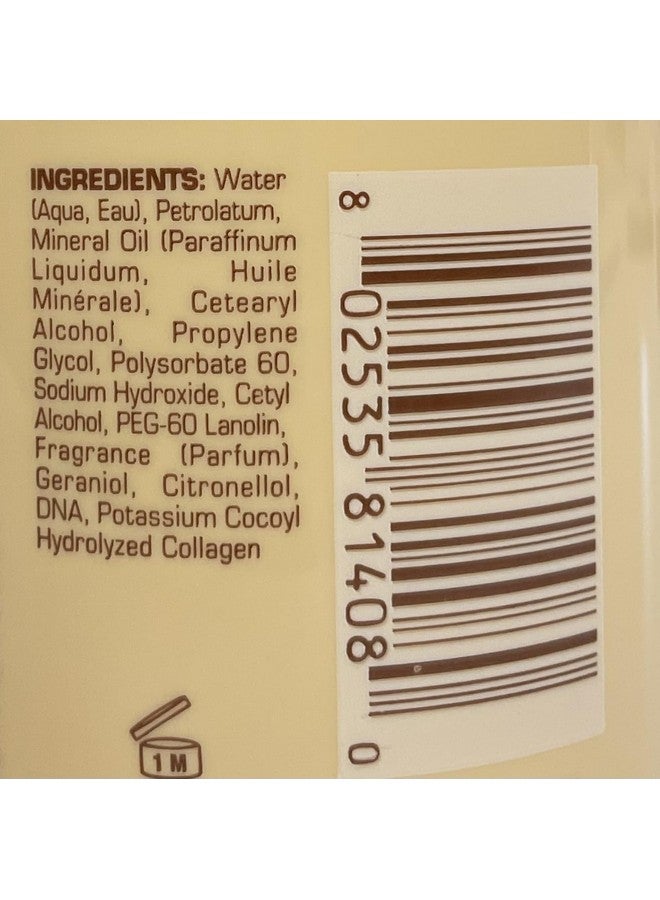 INGREDIENTS: Water
(Aqua, Eau), Petrolatum,
Mineral Oil (Paraffinum
Liquidum, Huile
Minérale), Cetearyl
Alcohol, Propylene
Glycol, Polysorbate 60,
Sodium Hydroxide, Cetyl
Alcohol, PEG-60 Lanolin,
Fragrance (Parfum),
Geraniol, Citronellol,
DNA, Potassium Cocoyl
Hydrolyzed Collagen
1 M
8 02535 81408 0